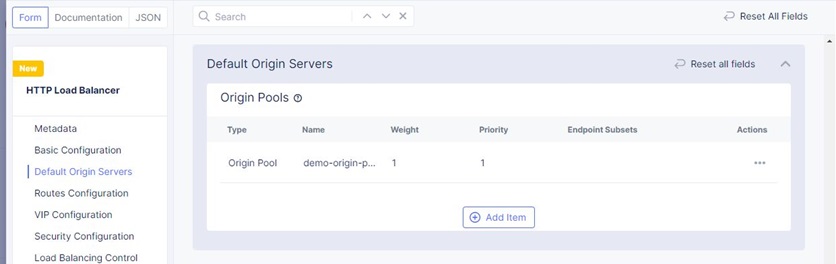 Form Documentation JSON
Search
Reset All Fields
New
HTTP Load Balancer
Metadata
Basic Configuration
Default Origin Servers
Routes Configuration
VIP Configuration
Security Configuration
Load Balancing Control
Default Origin Servers
Reset all fields
Origin Pools
Type Name Weight Priority Endpoint Subsets Actions
Origin Pool demo-origin-p... 1 1
Add Item